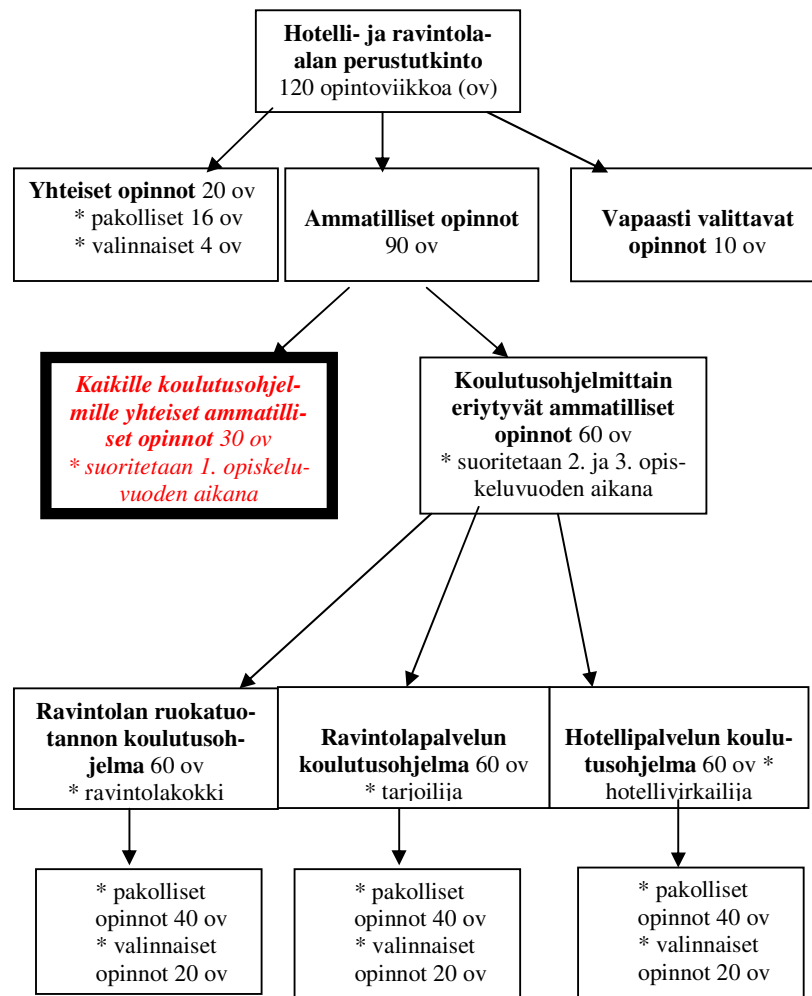 Hotelli- ja ravintola-
alan perustutkinto
120 opintoviikkoa (ov)
Yhteiset opinnot 20 ov
* pakolliset 16 ov
* valinnaiset 4 ov
Ammatilliset opinnot
90 ov
Vapaasti valittavat
opinnot 10 ov
Kaikille koulutusohjel-
mille yhteiset ammatilli-
set opinnot 30 ov
* suoritetaan 1. opiskelu-
vuoden aikana
Koulutusohjelmittain
eriytyvät ammatilliset
opinnot 60 ov
* suoritetaan 2. ja 3. opis-
keluvuoden aikana
Ravintolan ruokatuo-
tannon koulutusoh-
jelma 60 ov
* ravintolakokki
Ravintolapalvelun
koulutusohjelma 60 ov
* tarjoilija
Hotellipalvelun koulu-
tusohjelma 60 ov *
hotellivirkailija
* pakolliset
opinnot 40 ov
* valinnaiset
opinnot 20 ov
* pakolliset
opinnot 40 ov
* valinnaiset
opinnot 20 ov
* pakolliset
opinnot 40 ov
* valinnaiset
opinnot 20 ov